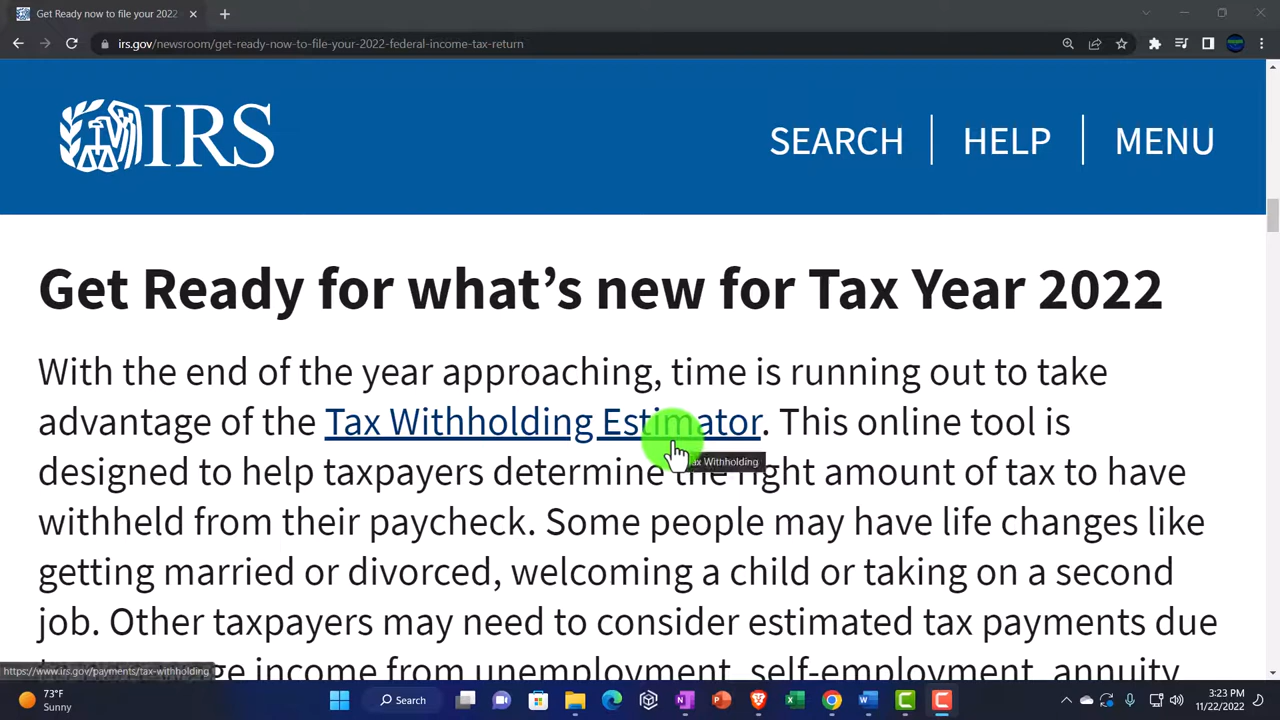 Get Ready now to file your 2022
irs.gov/newsroom/get-ready-now-to-file-your-2022-federal-income-tax-return
IRS
SEARCH
HELP
MENU
Get Ready for what's new for Tax Year 2022
With the end of the year approaching, time is running out to take
advantage of the Tax Withholding Estimator. This online tool is
Tax Withholding
designed to help taxpayers determine the right amount of tax to have
withheld from their paycheck. Some people may have life changes like
getting married or divorced, welcoming a child or taking on a second
job. Other taxpayers may need to consider estimated tax payments due
income from unemployment, self-employment, annuity
https://www.irs.gov/payments/tax-withholding
73°F
Sunny
Search
3:23 PM
11/22/2022